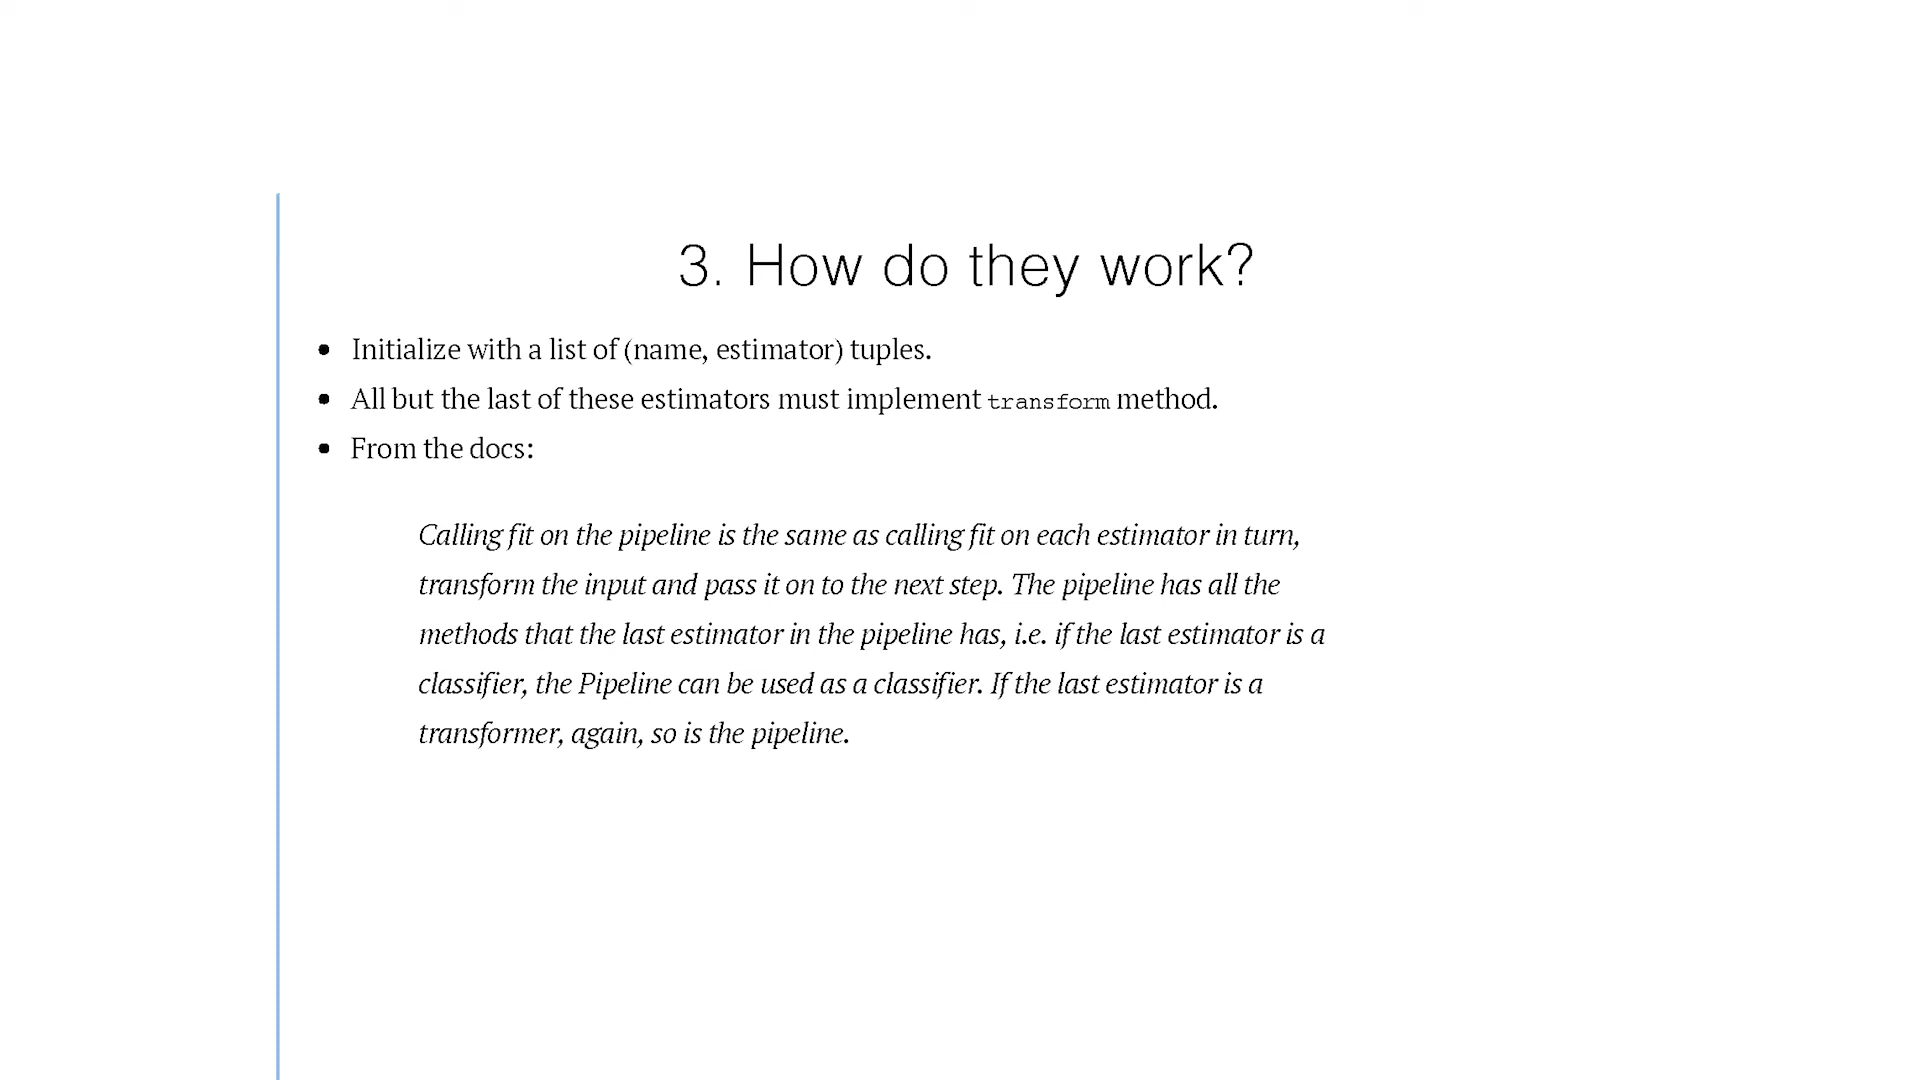 3. How do they work?
• Initialize with a list of (name, estimator) tuples.
• All but the last of these estimators must implement transform method.
• From the docs:
Calling fit on the pipeline is the same as calling fit on each estimator in turn,
transform the input and pass it on to the next step. The pipeline has all the
methods that the last estimator in the pipeline has, i.e. if the last estimator is a
classifier, the Pipeline can be used as a classifier. If the last estimator is a
transformer, again, so is the pipeline.